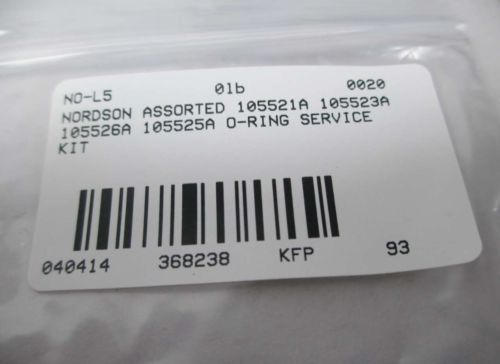 NO-L5 0lb 0020
NORDSON ASSORTED 105521A 105523A
105526A 105525A O-RING SERVICE
KIT
040414 368238 KFP 93